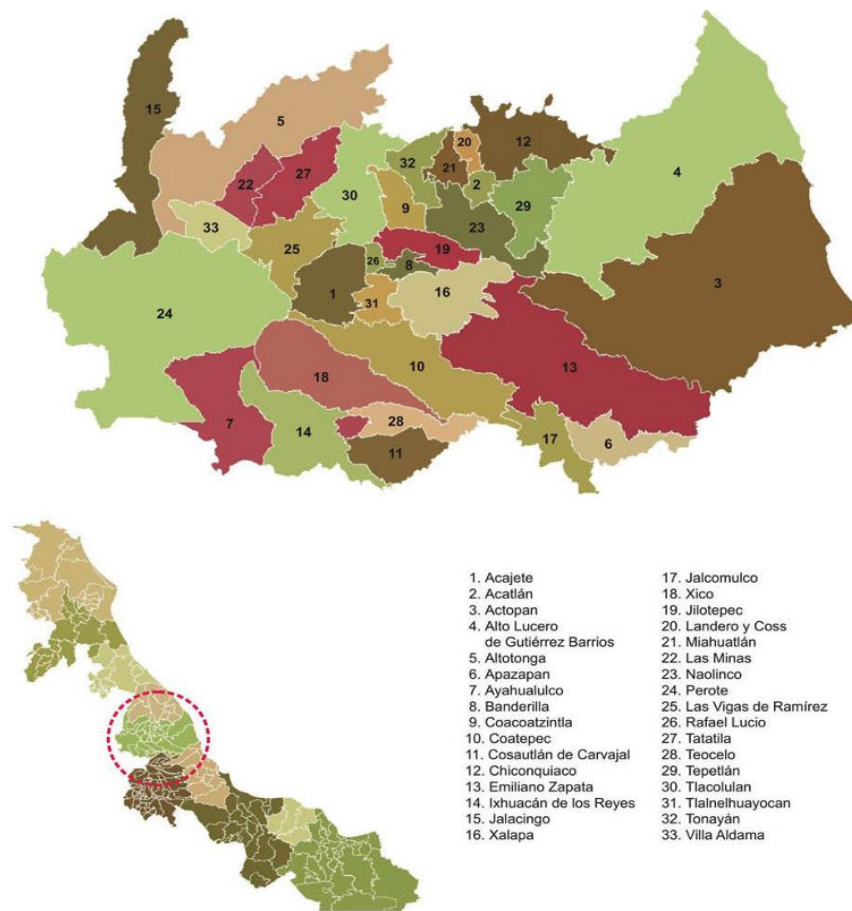 15
5
12
20
32
21
4
22
27
2
30
9
29
33
23
25
19
26
8
3
1
16
31
24
10
18
13
28
7
14
17
6
11
1. Acajete
2. Acatlán
3. Actopan
4. Alto Lucero
de Gutiérrez Barrios
5. Altotonga
6. Apazapan
7. Ayahualulco
8. Banderilla
9. Coacoatzintla
10. Coatepec
11. Cosautlán de Carvajal
12. Chiconquiaco
13. Emiliano Zapata
14. Ixhuacán de los Reyes
15. Jalacingo
16. Xalapa
17. Jalcomulco
18. Xico
19. Jilotepec
20. Landero y Coss
21. Miahuatlán
22. Las Minas
23. Naolinco
24. Perote
25. Las Vigas de Ramírez
26. Rafael Lucio
27. Tatatila
28. Teocelo
29. Tepetlán
30. Tlacolulan
31. Tlalnelhuayocan
32. Tonayán
33. Villa Aldama